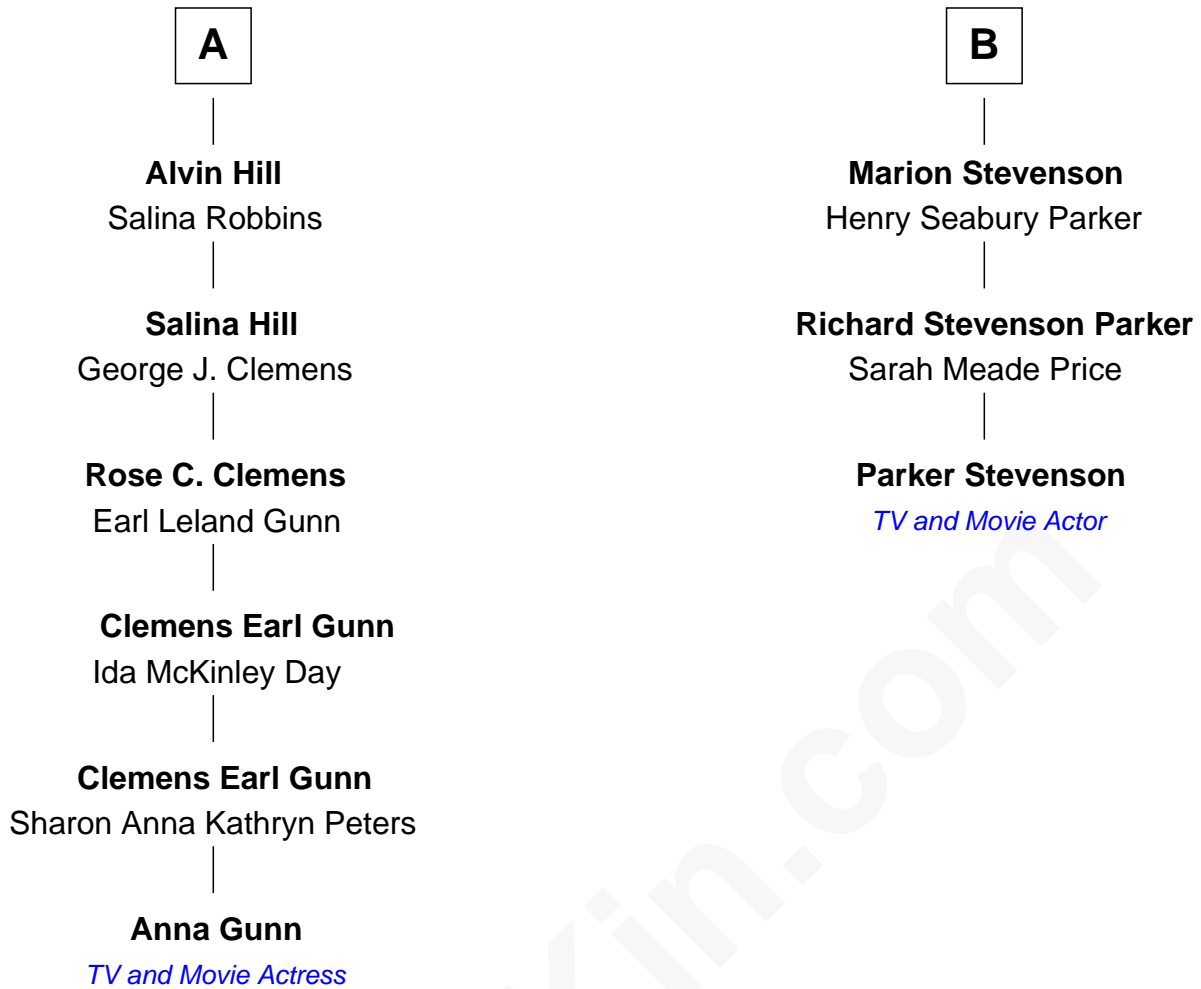 A
Alvin Hill
Salina Robbins
Salina Hill
George J. Clemens
Rose C. Clemens
Earl Leland Gunn
Clemens Earl Gunn
Ida McKinley Day
Clemens Earl Gunn
Sharon Anna Kathryn Peters
Anna Gunn
TV and Movie Actress
B
Marion Stevenson
Henry Seabury Parker
Richard Stevenson Parker
Sarah Meade Price
Parker Stevenson
TV and Movie Actor
Kin.com